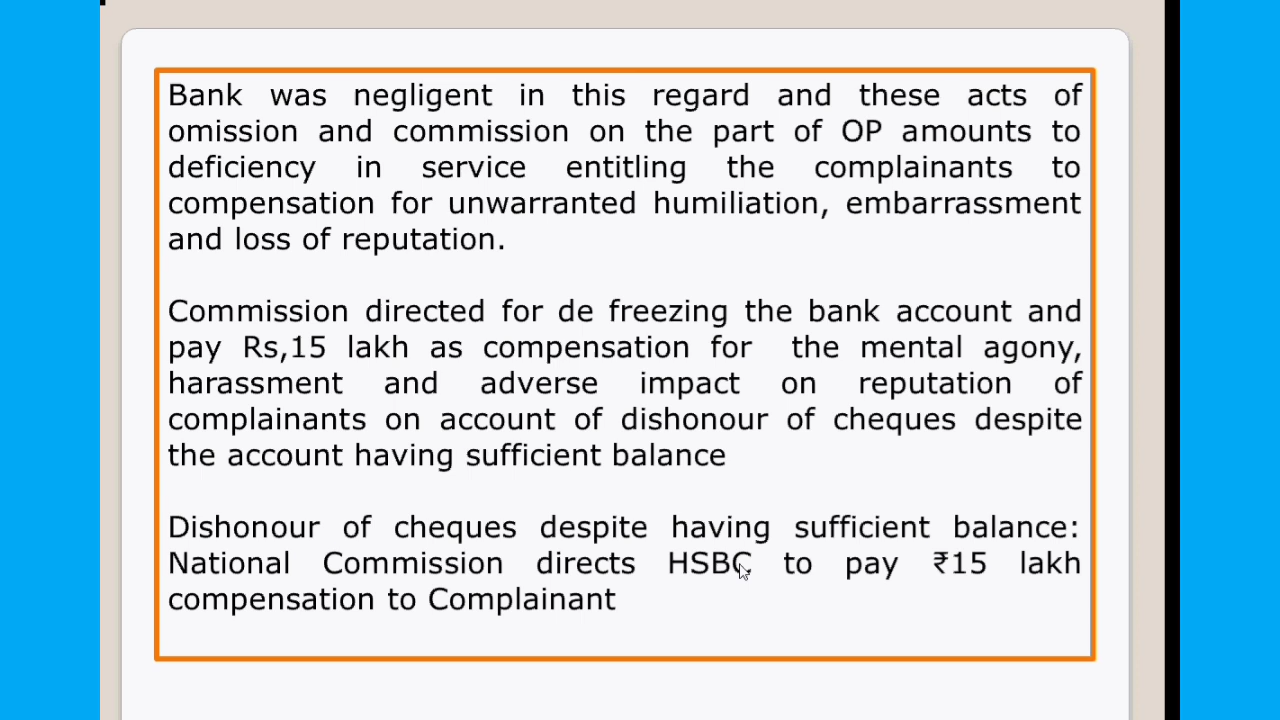 Bank was negligent in this regard and these acts of
omission and commission on the part of OP amounts to
deficiency in service entitling the complainants to
compensation for unwarranted humiliation, embarrassment
and loss of reputation.
Commission directed for de freezing the bank account and
pay Rs,15 lakh as compensation for the mental agony,
harassment and adverse impact on reputation of
complainants on account of dishonour of cheques despite
the account having sufficient balance
Dishonour of cheques despite having sufficient balance:
National Commission directs HSBC to pay ₹15 lakh
compensation to Complainant